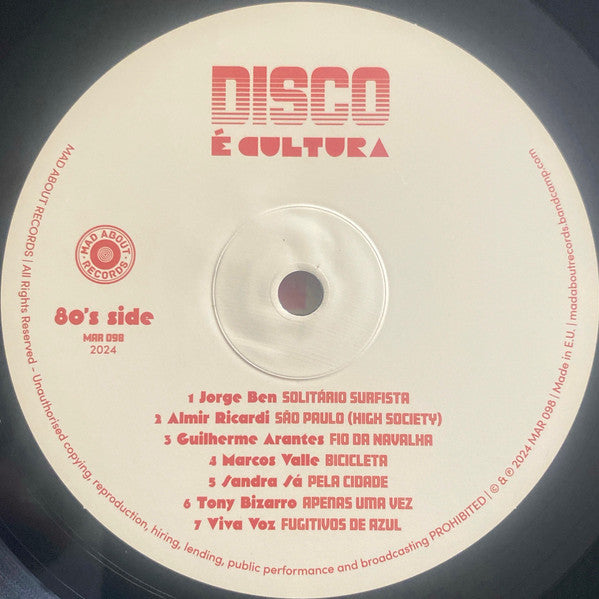 DISCO
É CULTURA
MAD ABOUT
RECORDS
80's side
MAR 098
2024
1 Jorge Ben SOLITÁRIO SURFISTA
2 Almir Ricardi SÃO PAULO (HIGH SOCIETY)
3 Guilherme Arantes FIO DA NAVALHA
4 Marcos Valle BICICLETA
5 Sandra Sá PELA CIDADE
6 Tony Bizarro APENAS UMA VEZ
7 Viva Voz FUGITIVOS DE AZUL
MAD ABOUT RECORDS | All Rights Reserved - Unauthorised copying, reproduction, hiring, lending, public performance and broadcasting PROHIBITED | © & ℗ 2024 MAR 098 | Made in E.U. | madaboutrecords.bandcamp.com